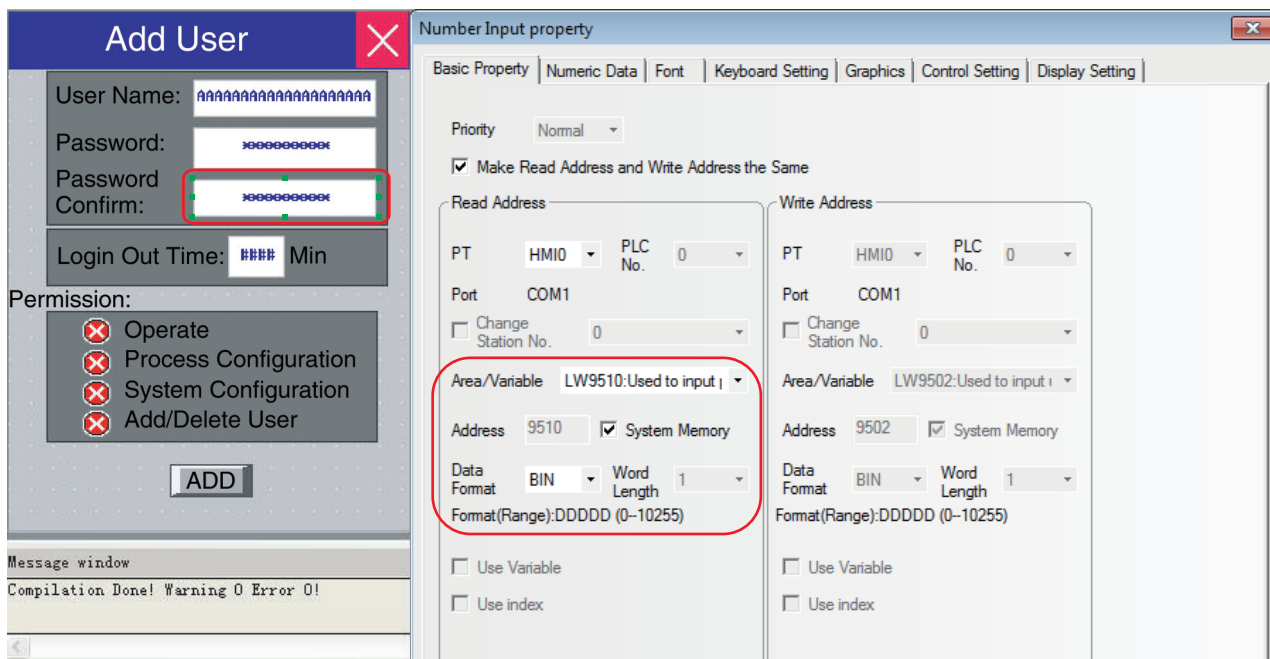 Add User
User Name: AAAAAAAAAAAAAAAAAAAA
Password: **********
Password
Confirm: **********
Login Out Time: #### Min
Permission:
Operate
Process Configuration
System Configuration
Add/Delete User
ADD
Message window
Compilation Done! Warning 0 Error 0!
Number Input property
Basic Property Numeric Data Font Keyboard Setting Graphics Control Setting Display Setting
Priority Normal
Make Read Address and Write Address the Same
Read Address
PT HMI0 PLC No. 0
Port COM1
Change Station No. 0
Area/Variable LW9510:Used to input
Address 9510 System Memory
Data Format BIN Word Length 1
Format(Range):DDDDD (0--10255)
Use Variable
Use index
Write Address
PT HMI0 PLC No. 0
Port COM1
Change Station No. 0
Area/Variable LW9502:Used to input
Address 9502 System Memory
Data Format BIN Word Length 1
Format(Range):DDDDD (0--10255)
Use Variable
Use index